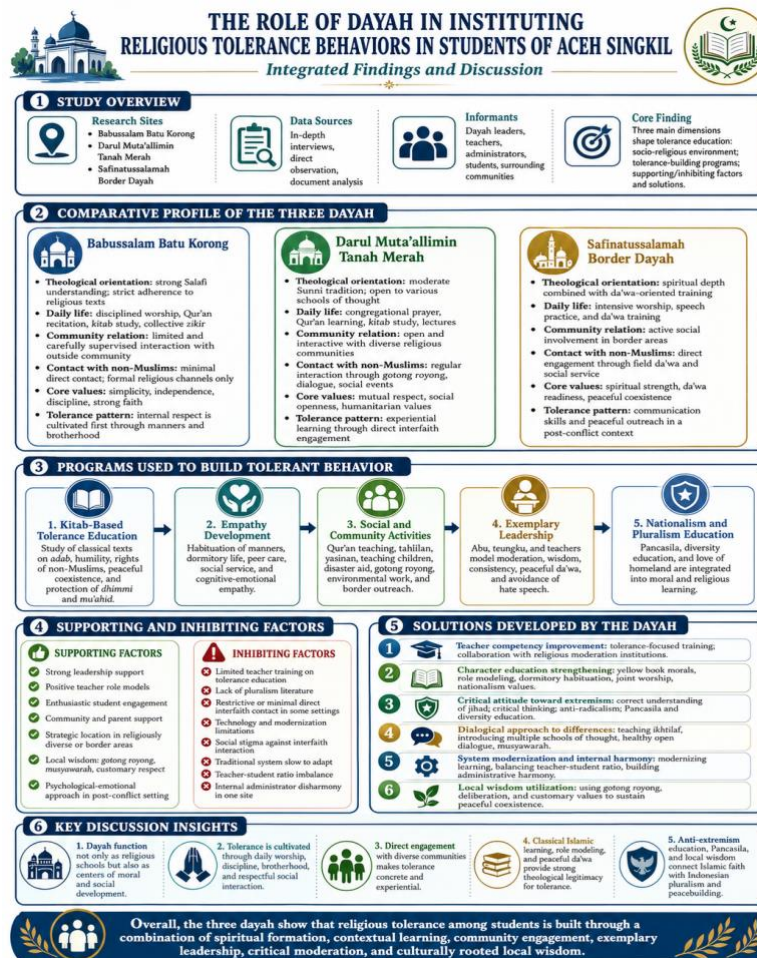 THE ROLE OF DAYAH IN INSTITUTING
RELIGIOUS TOLERANCE BEHAVIORS IN STUDENTS OF ACEH SINGKIL
Integrated Findings and Discussion
1 STUDY OVERVIEW
Research Sites
• Babussalam Batu Korong
• Darul Muta'allimin
Tanah Merah
• Safinatussalamah
Border Dayah
Data Sources
In-depth
interviews,
direct
observation,
document analysis
Informants
Dayah leaders,
teachers,
administrators,
students, surrounding
communities
Core Finding
Three main dimensions
shape tolerance education:
socio-religious environment;
tolerance-building programs;
supporting/inhibiting factors
and solutions.
2 COMPARATIVE PROFILE OF THE THREE DAYAH
Babussalam Batu Korong
• Theological orientation: strong Salafi
understanding; strict adherence to
religious texts
• Daily life: disciplined worship, Qur'an
recitation, kitab study, collective zikir
• Community relation: limited and
carefully supervised interaction with
outside community
• Contact with non-Muslims: minimal
direct contact; formal religious channels only
• Core values: simplicity, independence,
discipline, strong faith
• Tolerance pattern: internal respect is
cultivated first through manners and
brotherhood
Darul Muta'allimin
Tanah Merah
• Theological orientation: moderate
Sunni tradition; open to various
schools of thought
• Daily life: congregational prayer,
Qur'an learning, kitab study, lectures
• Community relation: open and
interactive with diverse religious
communities
• Contact with non-Muslims: regular
interaction through gotong royong,
dialogue, social events
• Core values: mutual respect, social
openness, humanitarian values
• Tolerance pattern: experiential
learning through direct interfaith
engagement
Safinatussalamah
Border Dayah
• Theological orientation: spiritual depth
combined with da'wa-oriented training
• Daily life: intensive worship, speech
practice, and da'wa training
• Community relation: active social
involvement in border areas
• Contact with non-Muslims: direct
engagement through field da'wa and
social service
• Core values: spiritual strength, da'wa
readiness, peaceful coexistence
• Tolerance pattern: communication
skills and peaceful outreach in a
post-conflict context
3 PROGRAMS USED TO BUILD TOLERANT BEHAVIOR
1. Kitab-Based
Tolerance Education
Study of classical texts
on adab, humility, rights
of non-Muslims, peaceful
coexistence, and
protection of dhimmi
and mu'ahid.
2. Empathy
Development
Habituation of manners,
dormitory life, peer care,
social service, and
cognitive-emotional
empathy.
3. Social and
Community Activities
Qur'an teaching, tahlilan,
yasinan, teaching children,
disaster aid, gotong royong,
environmental work, and
border outreach.
4. Exemplary
Leadership
Abu, teungku, and teachers
model moderation, wisdom,
consistency, peaceful da'wa,
and avoidance of
hate speech.
5. Nationalism and
Pluralism Education
Pancasila, diversity
education, and love of
homeland are integrated
into moral and religious
learning.
4 SUPPORTING AND INHIBITING FACTORS
SUPPORTING FACTORS
Strong leadership support
Positive teacher role models
Enthusiastic student engagement
Community and parent support
Strategic location in religiously
diverse or border areas
Local wisdom: gotong royong,
musyawarah, customary respect
Psychological-emotional
approach in post-conflict setting
INHIBITING FACTORS
Limited teacher training on
tolerance education
Lack of pluralism literature
Restrictive or minimal direct
interfaith contact in some settings
Technology and modernization
limitations
Social stigma against interfaith
interaction
Traditional system slow to adapt
Teacher-student ratio imbalance
Internal administrator disharmony
in one site
5 SOLUTIONS DEVELOPED BY THE DAYAH
1 Teacher competency improvement: tolerance-focused training;
collaboration with religious moderation institutions.
2 Character education strengthening: yellow book morals,
role modeling, dormitory habituation, joint worship,
nationalism values.
3 Critical attitude toward extremism: correct understanding
of jihad; critical thinking; anti-radicalism; Pancasila and
diversity education.
4 Dialogical approach to differences: teaching ikhtilaf,
introducing multiple schools of thought, healthy open
dialogue, musyawarah.
5 System modernization and internal harmony: modernizing
learning, balancing teacher-student ratio, building
administrative harmony.
6 Local wisdom utilization: using gotong royong,
deliberation, and customary values to sustain
peaceful coexistence.
6 KEY DISCUSSION INSIGHTS
1. Dayah function
not only as religious
schools but also as
centers of moral
and social
development.
2. Tolerance is cultivated
through daily worship,
discipline, brotherhood,
and respectful social
interaction.
3. Direct engagement
with diverse communities
makes tolerance
concrete and
experiential.
4. Classical Islamic
learning, role modeling,
and peaceful da'wa
provide strong
theological legitimacy
for tolerance.
5. Anti-extremism
education, Pancasila,
and local wisdom
connect Islamic faith
with Indonesian
pluralism and
peacebuilding.
Overall, the three dayah show that religious tolerance among students is built through a
combination of spiritual formation, contextual learning, community engagement, exemplary
leadership, critical moderation, and culturally rooted local wisdom.